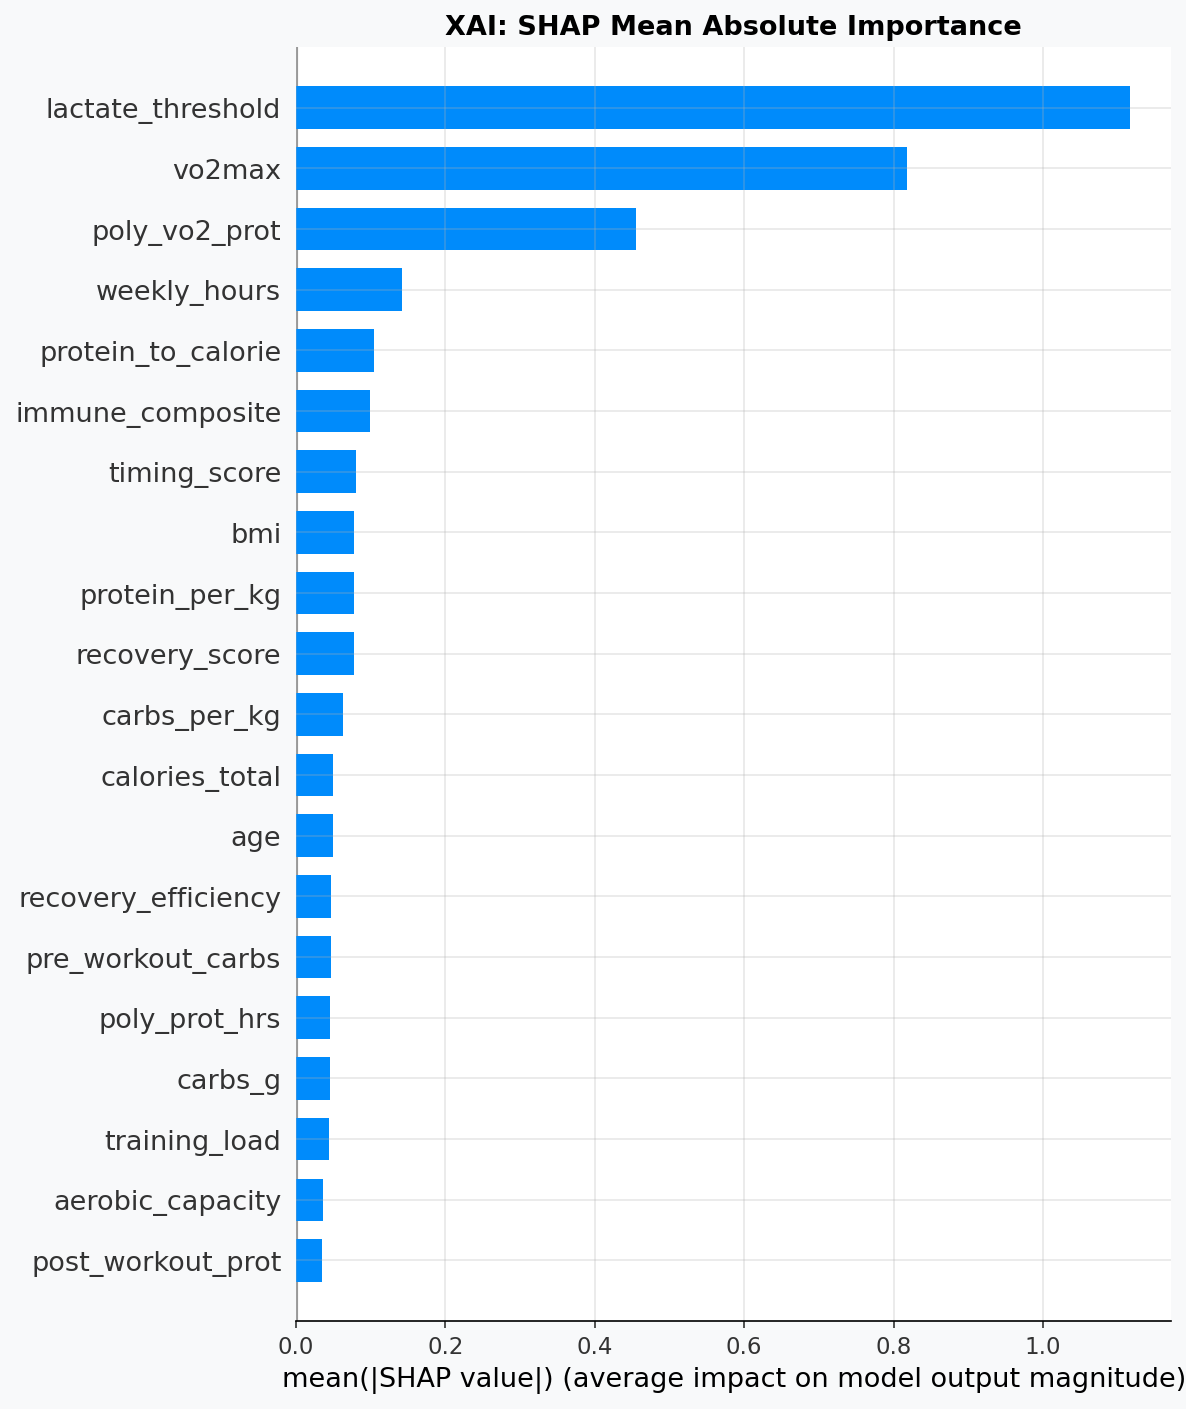 XAI: SHAP Mean Absolute Importance
lactate_threshold
vo2max
poly_vo2_prot
weekly_hours
protein_to_calorie
immune_composite
timing_score
bmi
protein_per_kg
recovery_score
carbs_per_kg
calories_total
age
recovery_efficiency
pre_workout_carbs
poly_prot_hrs
carbs_g
training_load
aerobic_capacity
post_workout_prot
0.0 0.2 0.4 0.6 0.8 1.0
mean(|SHAP value|) (average impact on model output magnitude)